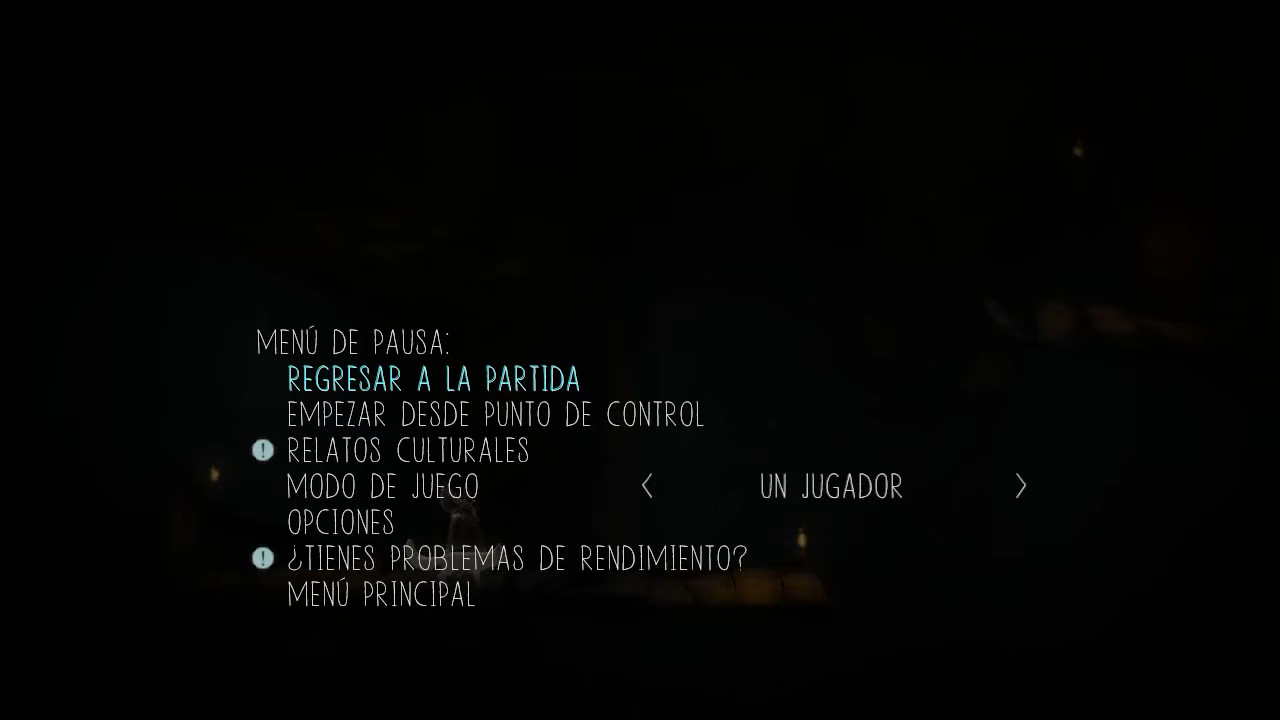 MENÚ DE PAUSA:
REGRESAR A LA PARTIDA
EMPEZAR DESDE PUNTO DE CONTROL
! RELATOS CULTURALES
MODO DE JUEGO < UN JUGADOR >
OPCIONES
! ¿TIENES PROBLEMAS DE RENDIMIENTO?
MENÚ PRINCIPAL